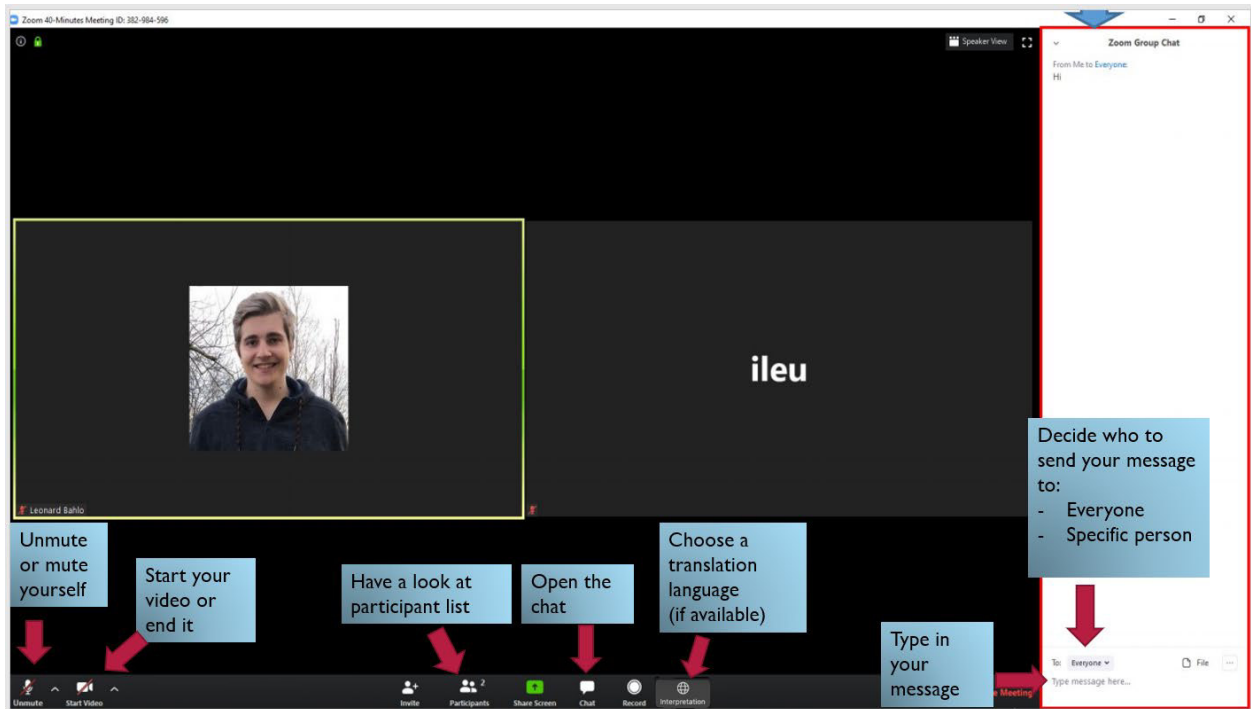 Zoom 40-Minutes Meeting ID: 382-984-596
Speaker View
Zoom Group Chat
From Me to Everyone:
Hi
ileu
Leonard Bahlo
Decide who to
send your message
to:
- Everyone
- Specific person
Unmute
or mute
yourself
Start your
video or
end it
Have a look at
participant list
Open the
chat
Choose a
translation
language
(if available)
Type in
your
message
To: Everyone
File
Type message here...
Unmute
Start Video
Invite
2
Participants
Share Screen
Chat
Record
Interpretation
Meeting